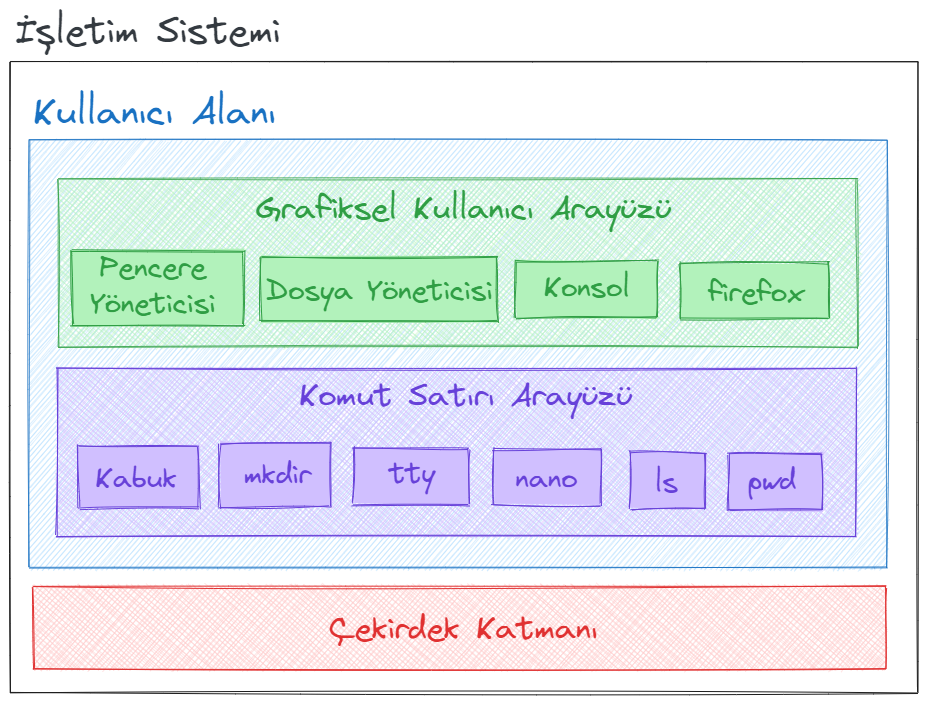 İşletim Sistemi
Kullanıcı Alanı
Grafiksel Kullanıcı Arayüzü
Pencere
Yöneticisi
Dosya Yöneticisi
Konsol
firefox
Komut Satırı Arayüzü
Kabuk
mkdir
tty
nano
ls
pwd
Çekirdek Katmanı